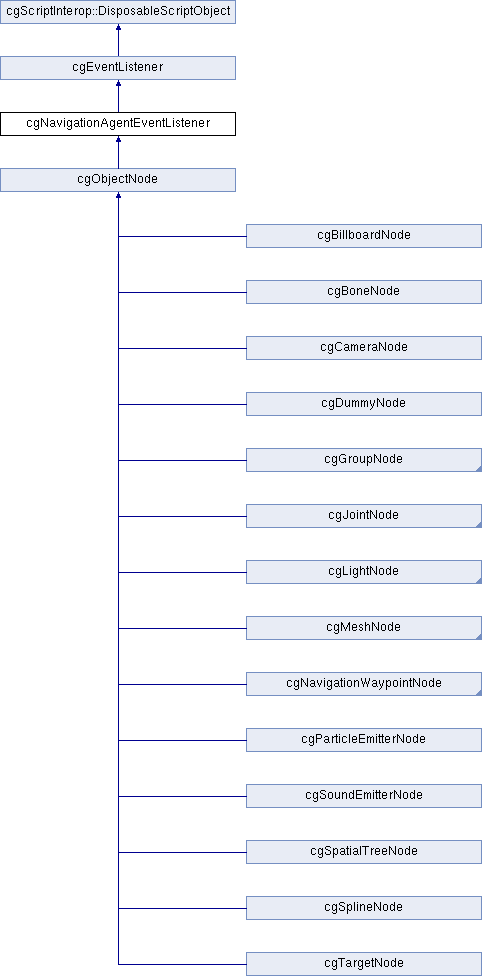 cgScriptInterop::DisposableScriptObject
cgEventListener
cgNavigationAgentEventListener
cgObjectNode
cgBillboardNode
cgBoneNode
cgCameraNode
cgDummyNode
cgGroupNode
cgJointNode
cgLightNode
cgMeshNode
cgNavigationWaypointNode
cgParticleEmitterNode
cgSoundEmitterNode
cgSpatialTreeNode
cgSplineNode
cgTargetNode